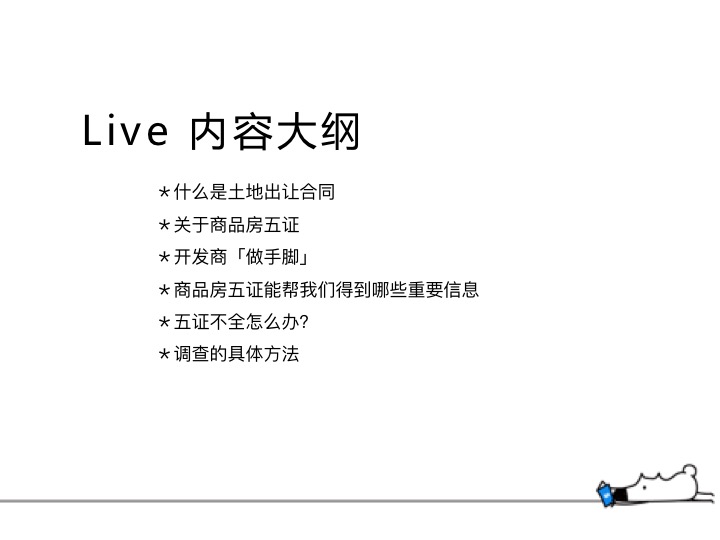 Live 内容大纲
＊什么是土地出让合同
＊关于商品房五证
＊开发商「做手脚」
＊商品房五证能帮我们得到哪些重要信息
＊五证不全怎么办?
＊调查的具体方法